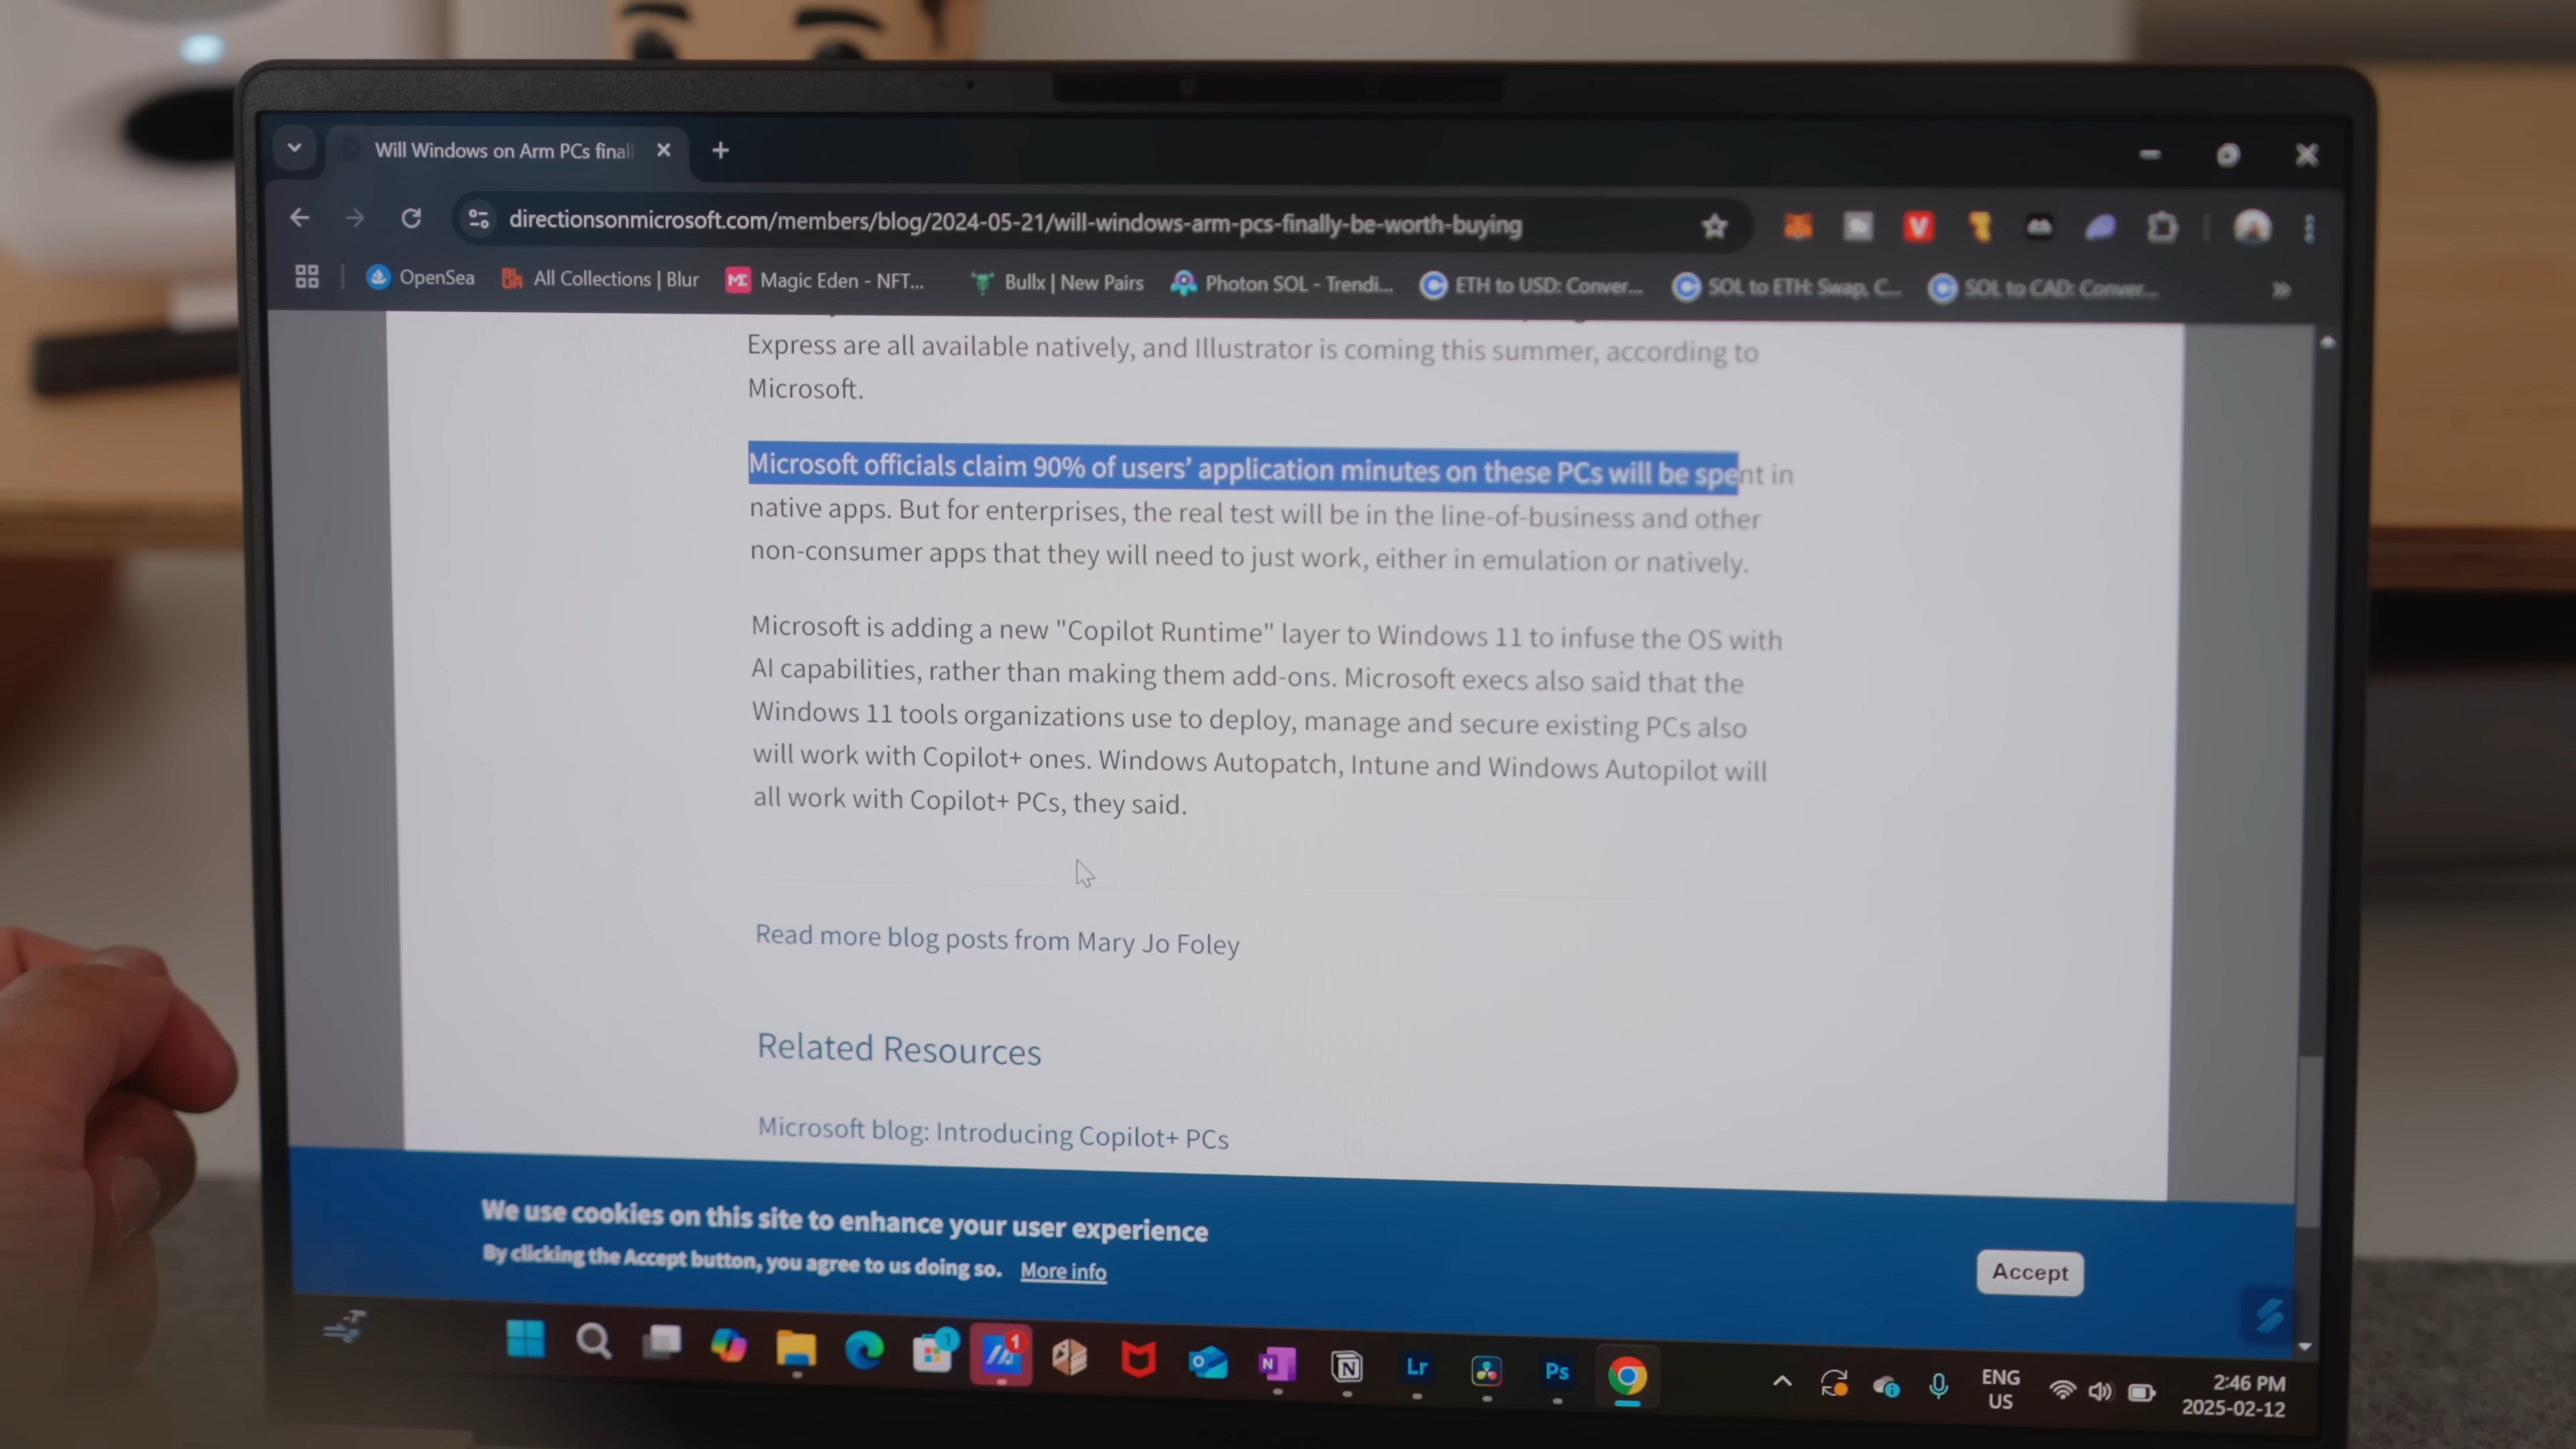 Will Windows on Arm PCs final
directionsonmicrosoft.com/members/blog/2024-05-21/will-windows-arm-pcs-finally-be-worth-buying
OpenSea
All Collections | Blur
Magic Eden - NFT...
Bullx | New Pairs
Photon SOL - Trendi...
ETH to USD: Conver...
SOL to ETH: Swap, C...
SOL to CAD: Conver...
Express are all available natively, and Illustrator is coming this summer, according to
Microsoft.
Microsoft officials claim 90% of users’ application minutes on these PCs will be spent in
native apps. But for enterprises, the real test will be in the line-of-business and other
non-consumer apps that they will need to just work, either in emulation or natively.
Microsoft is adding a new "Copilot Runtime" layer to Windows 11 to infuse the OS with
AI capabilities, rather than making them add-ons. Microsoft execs also said that the
Windows 11 tools organizations use to deploy, manage and secure existing PCs also
will work with Copilot+ ones. Windows Autopatch, Intune and Windows Autopilot will
all work with Copilot+ PCs, they said.
Read more blog posts from Mary Jo Foley
Related Resources
Microsoft blog: Introducing Copilot+ PCs
We use cookies on this site to enhance your user experience
By clicking the Accept button, you agree to us doing so. More info
Accept
-7°
1
1
N
N
Lr
Ps
ENG
US
2:46 PM
2025-02-12